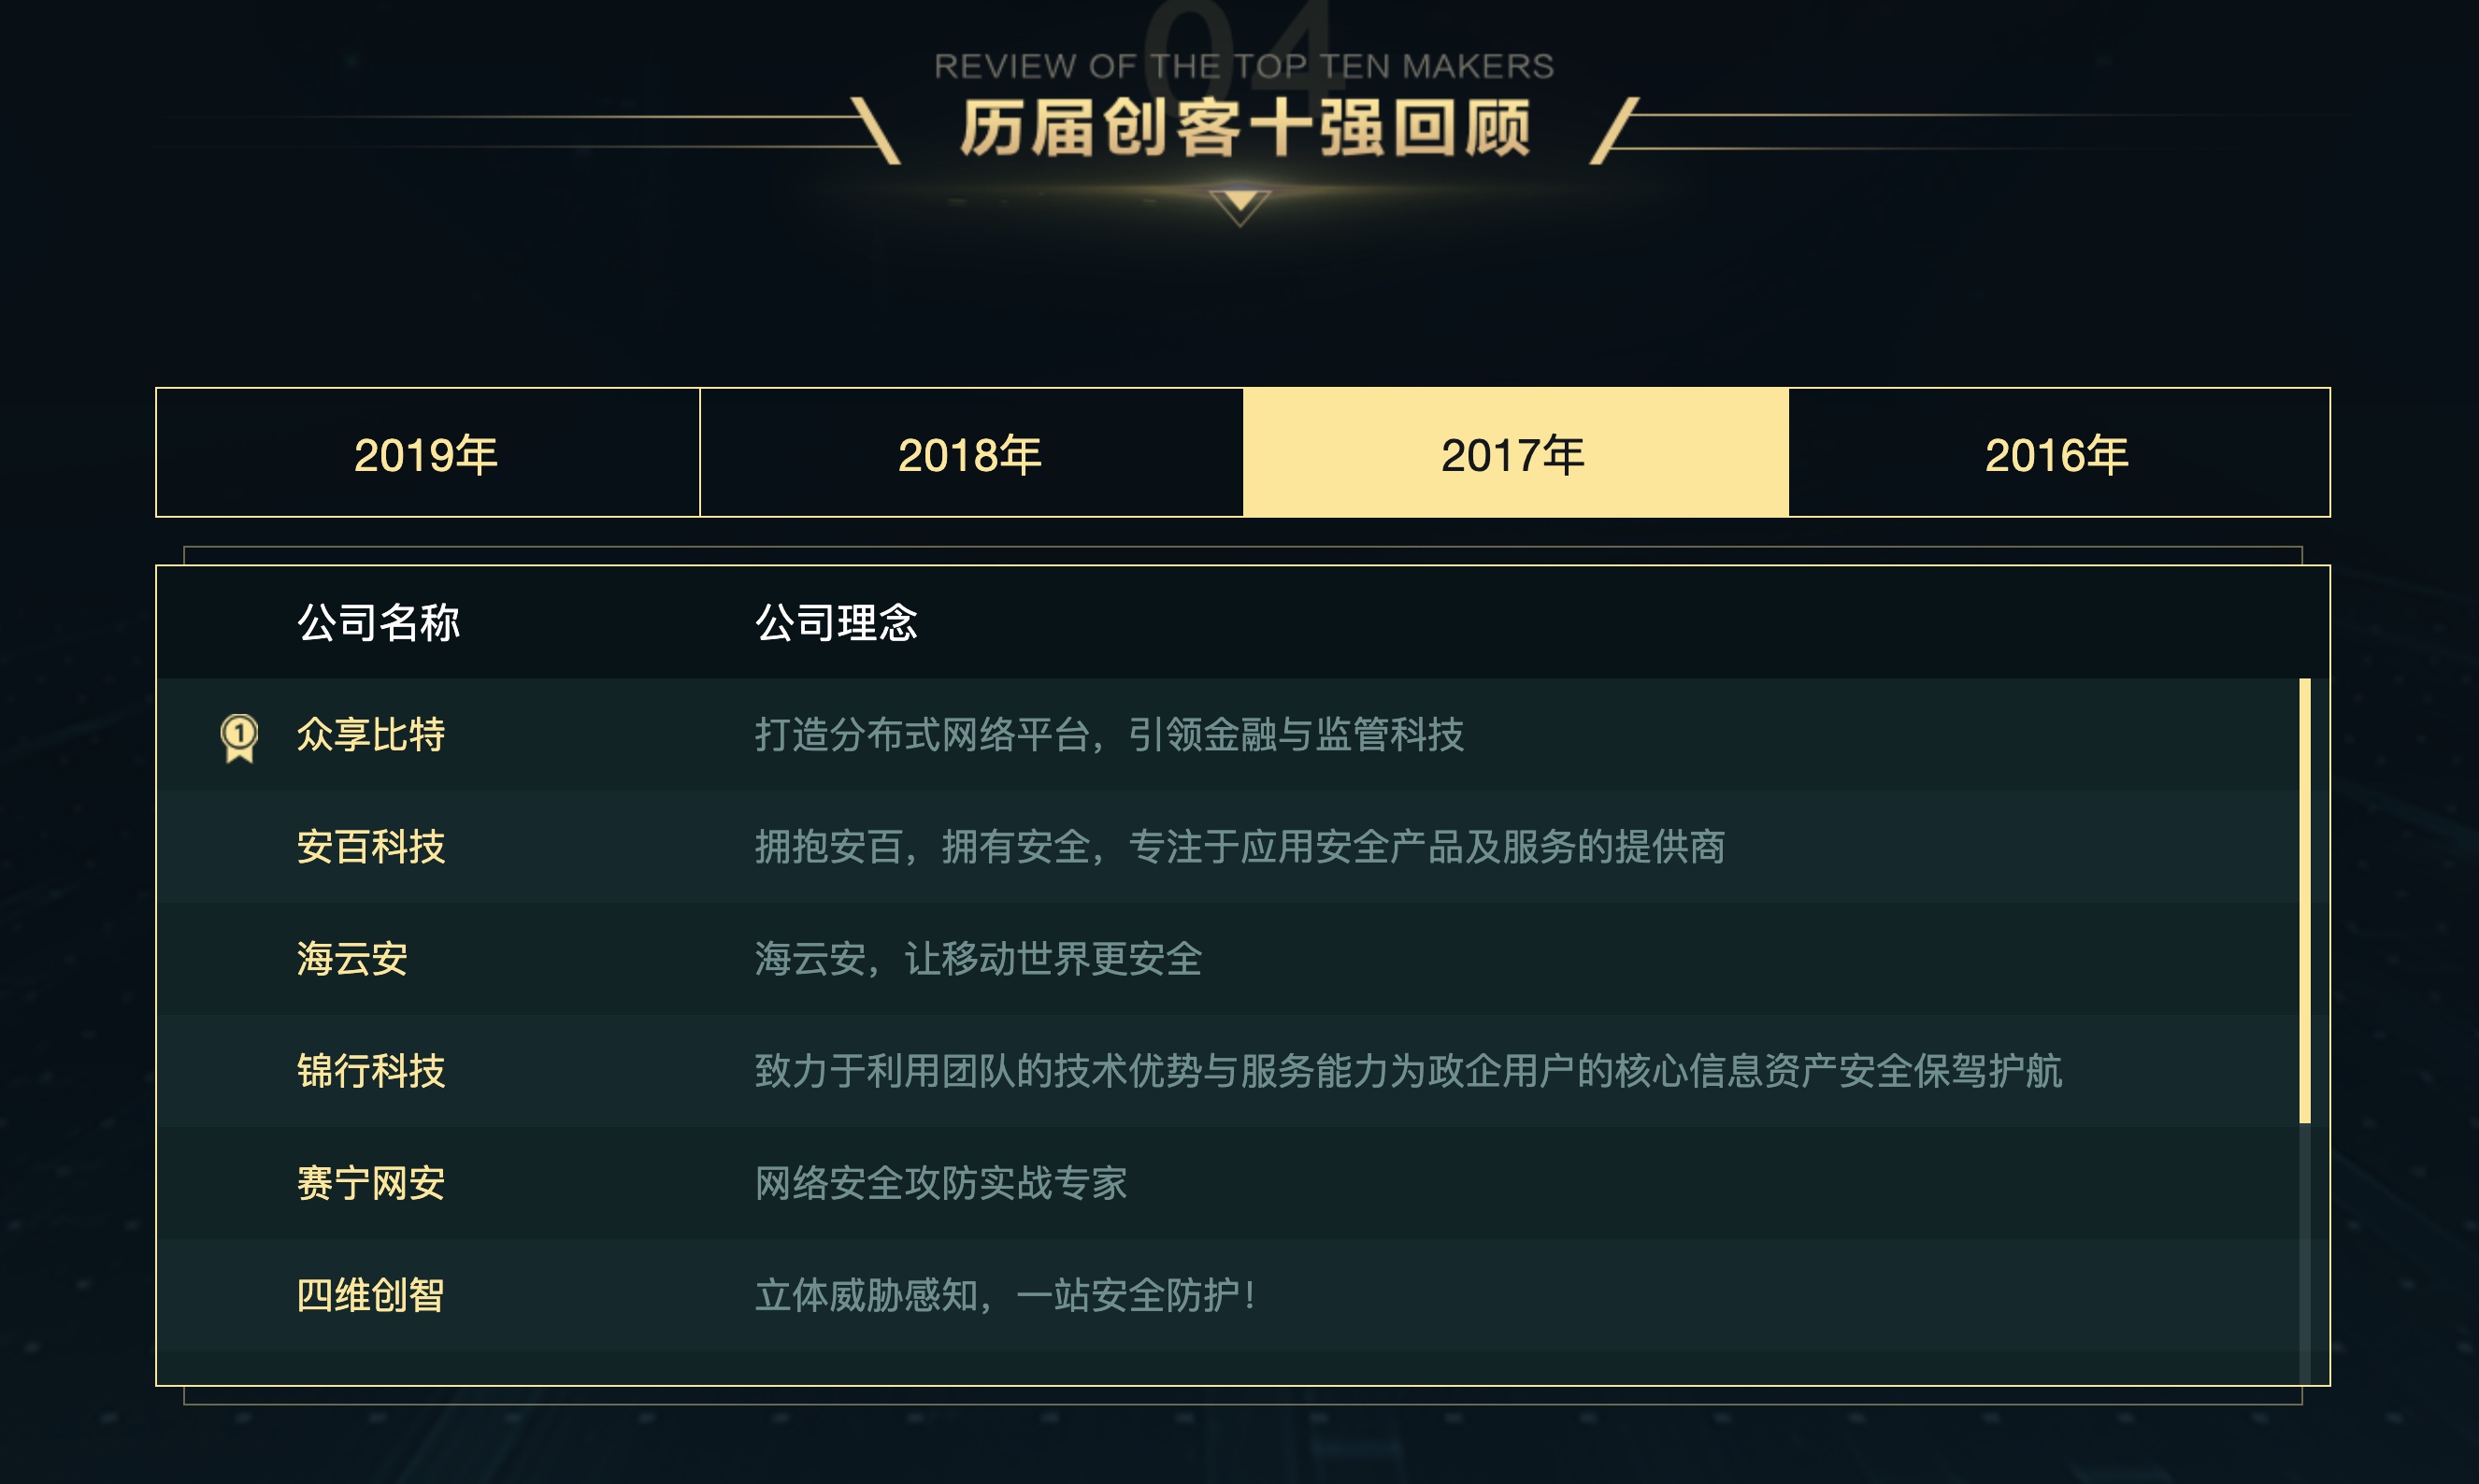 04
REVIEW OF THE TOP TEN MAKERS
历届创客十强回顾
2019年 2018年 2017年 2016年
公司名称 公司理念
1 众享比特 打造分布式网络平台，引领金融与监管科技
安百科技 拥抱安百，拥有安全，专注于应用安全产品及服务的提供商
海云安 海云安，让移动世界更安全
锦行科技 致力于利用团队的技术优势与服务能力为政企用户的核心信息资产安全保驾护航
赛宁网安 网络安全攻防实战专家
四维创智 立体威胁感知，一站安全防护！